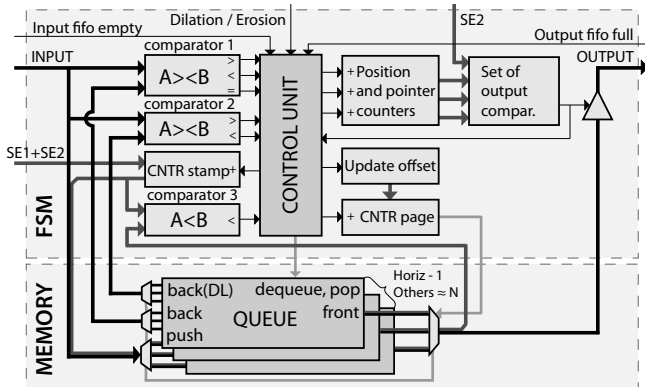 Dilation / Erosion
SE2
Input fifo empty
Output fifo full
INPUT
comparator 1
OUTPUT
A><B
>
<
=
CONTROL UNIT
+ Position
+ and pointer
+ counters
Set of
output
compar.
comparator 2
A><B
>
<
SE1+SE2
CNTR stamp+
Update offset
comparator 3
A<B
<
+ CNTR page
FSM
MEMORY
back(DL)
dequeue, pop
back
QUEUE
front
push
Horiz - 1
Others ≈ N